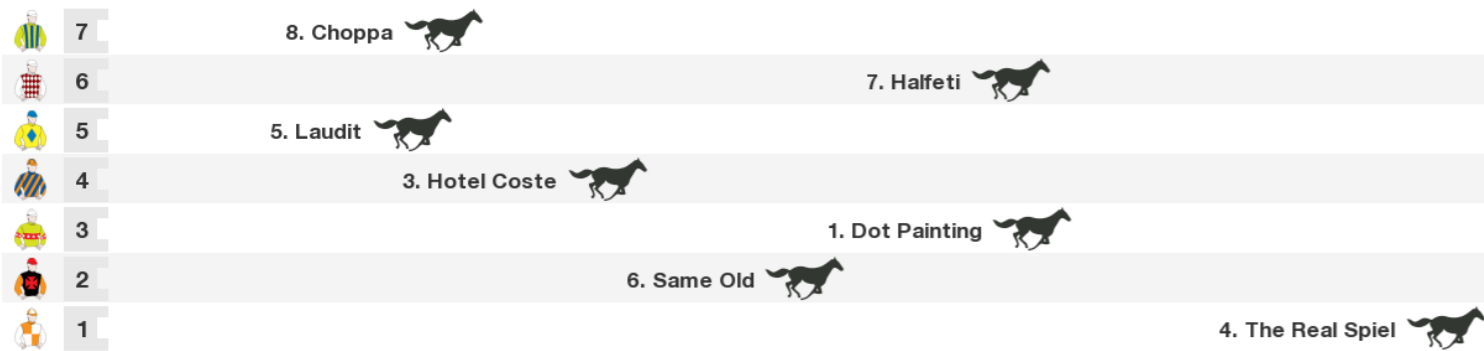 7 8. Choppa
6 7. Halfeti
5 5. Laudit
4 3. Hotel Coste
3 1. Dot Painting
2 6. Same Old
1 4. The Real Spiel